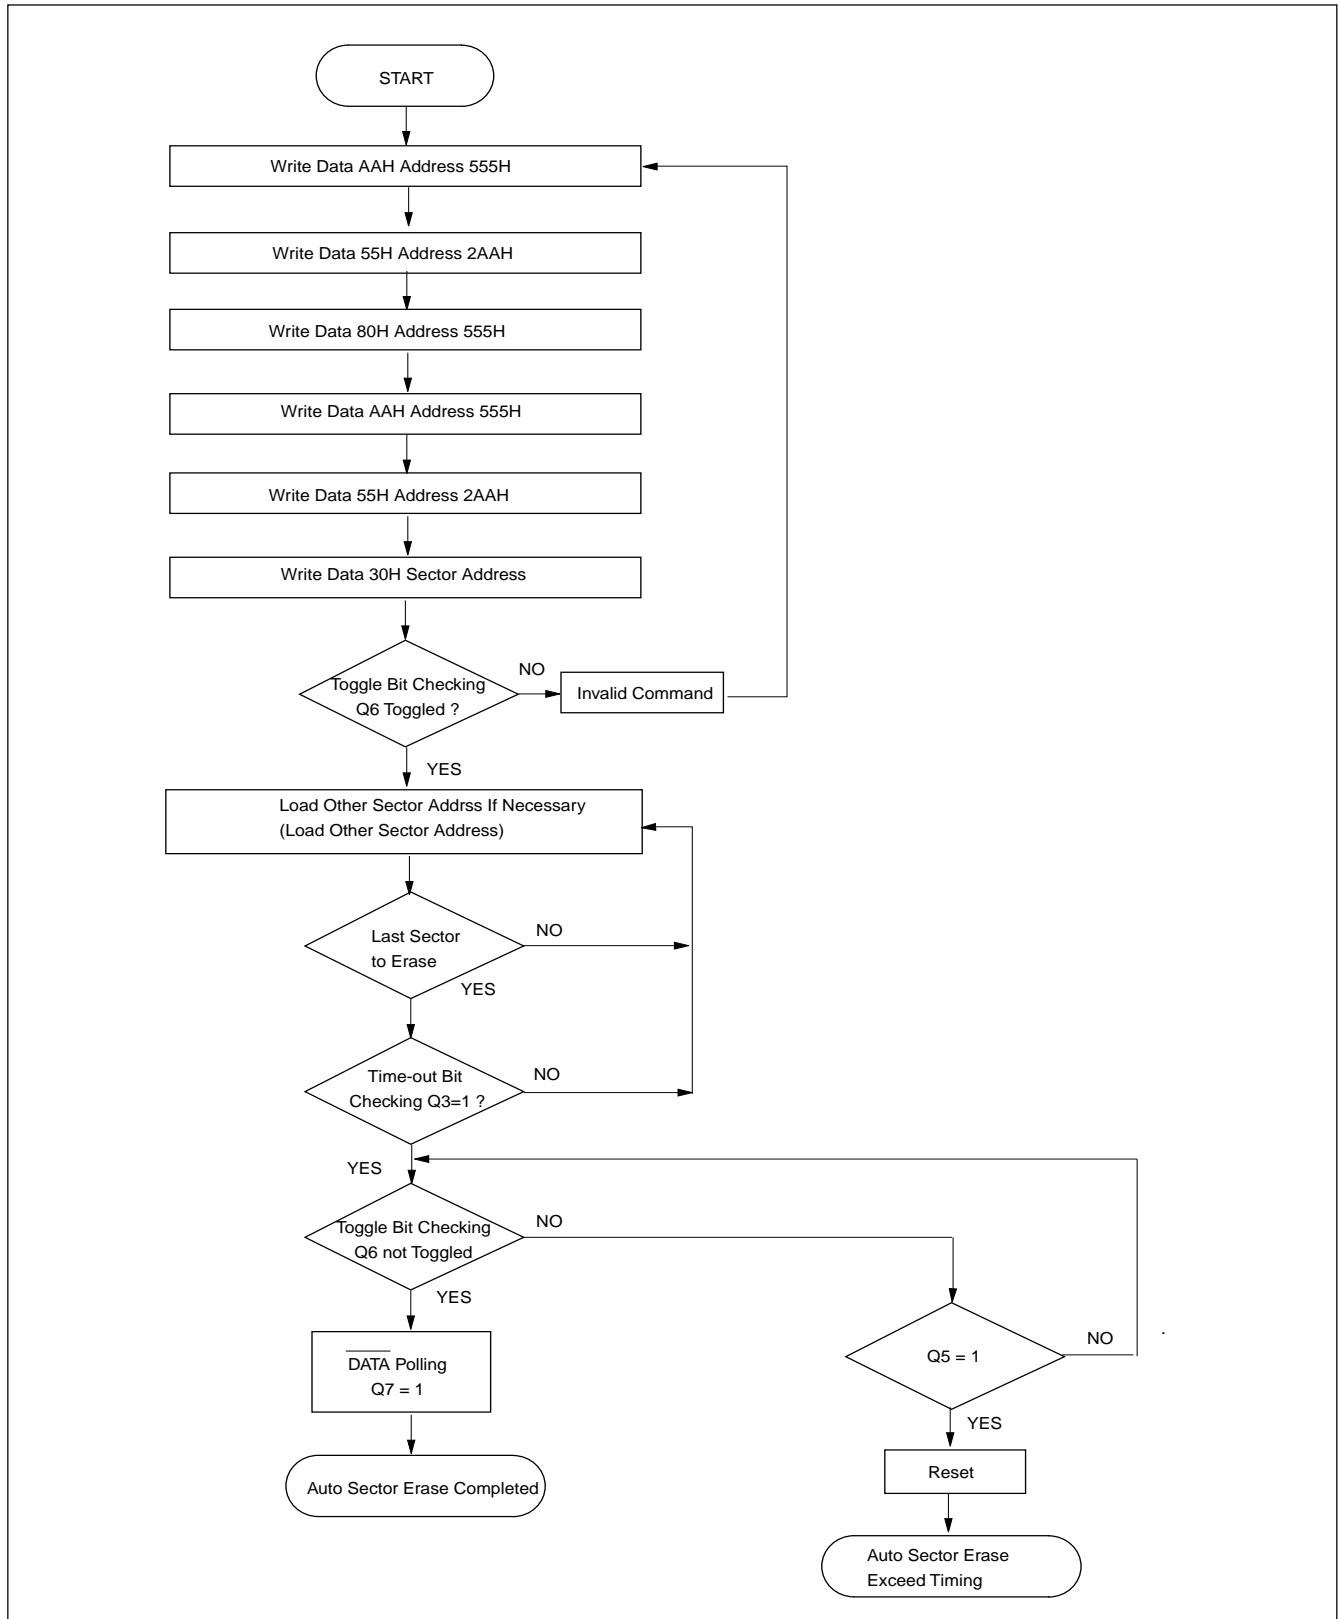 START
Write Data AAH Address 555H
Write Data 55H Address 2AAH
Write Data 80H Address 555H
Write Data AAH Address 555H
Write Data 55H Address 2AAH
Write Data 30H Sector Address
Toggle Bit Checking
Q6 Toggled ?
NO
Invalid Command
YES
Load Other Sector Addrss If Necessary
(Load Other Sector Address)
Last Sector
to Erase
NO
YES
Time-out Bit
Checking Q3=1 ?
NO
YES
Toggle Bit Checking
Q6 not Toggled
NO
YES
DATA Polling
Q7 = 1
Auto Sector Erase Completed
Q5 = 1
NO
YES
Reset
Auto Sector Erase
Exceed Timing